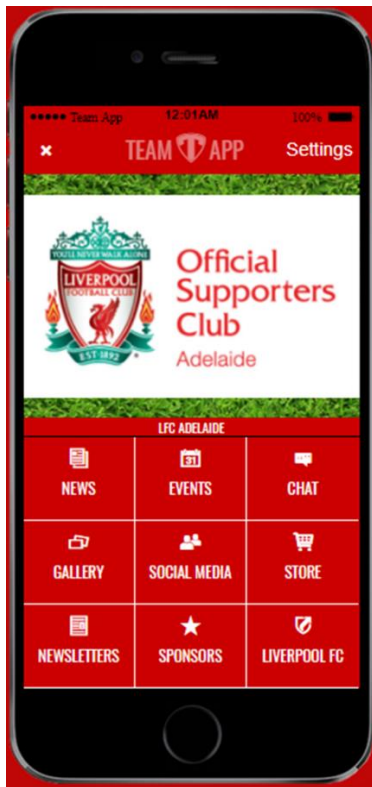 Team App 12:01AM 100%
× TEAM T APP Settings
YOU'LL NEVER WALK ALONE
LIVERPOOL
FOOTBALL CLUB
EST·1892
Official
Supporters
Club
Adelaide
LFC ADELAIDE
31
NEWS EVENTS CHAT
GALLERY SOCIAL MEDIA STORE
NEWSLETTERS SPONSORS LIVERPOOL FC